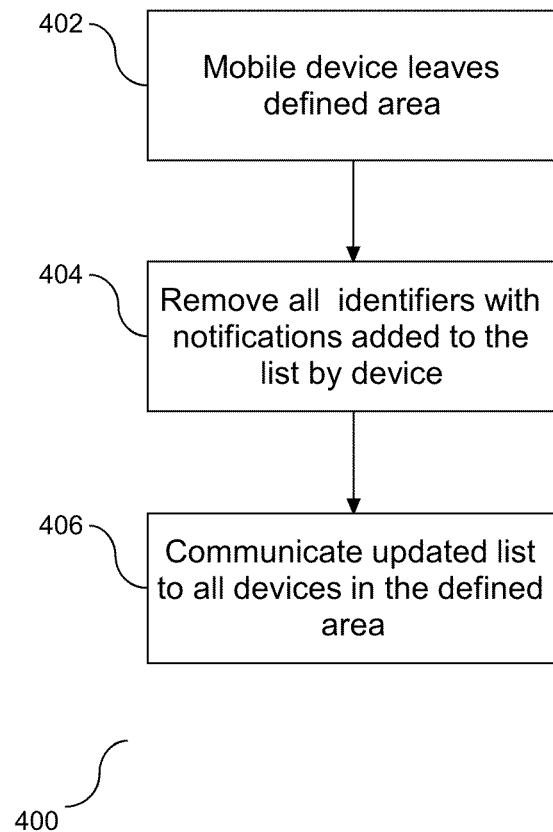 402
Mobile device leaves
defined area
404
Remove all identifiers with
notifications added to the
list by device
406
Communicate updated list
to all devices in the defined
area
400